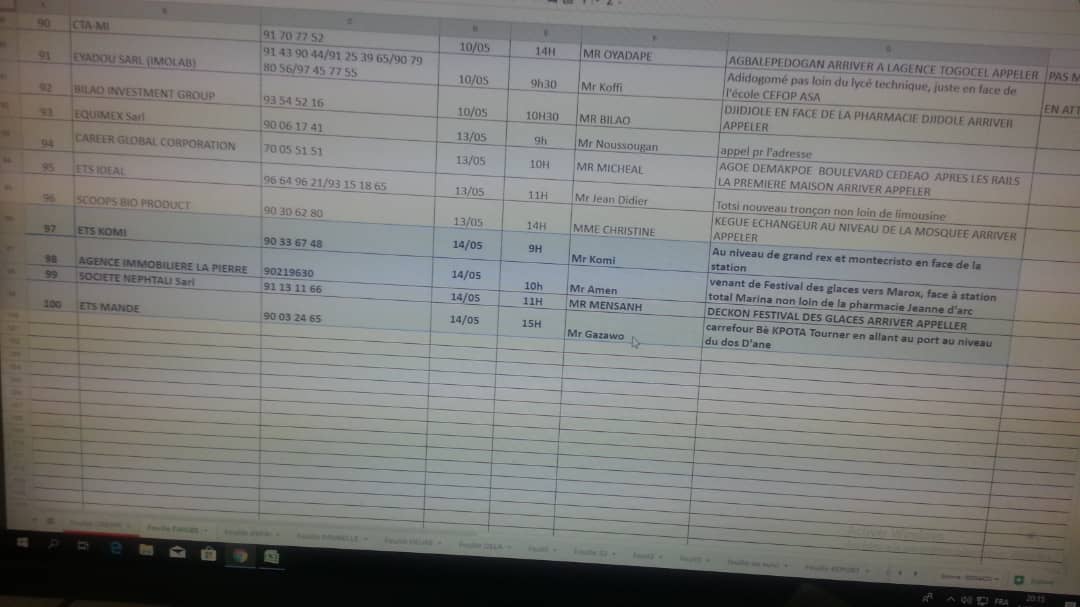 90 CTA-MI 91 70 77 52 10/05 14H MR OYADAPE AGBALEPEDOGAN ARRIVER A LAGENCE TOGOCEL APPELER PAS M
91 EYADOU SARL (IMOLAB) 91 43 90 44/91 25 39 65/90 79
80 56/97 45 77 55 10/05 9h30 Mr Koffi Adidogomé pas loin du lycé technique, juste en face de
l'école CEFOP ASA EN ATT
92 BILAO INVESTMENT GROUP 93 54 52 16 10/05 10H30 MR BILAO DJIDJOLE EN FACE DE LA PHARMACIE DJIDOLE ARRIVER
APPELER
93 EQUIMEX Sarl 90 06 17 41 13/05 9h Mr Noussougan appel pr l'adresse
94 CAREER GLOBAL CORPORATION 70 05 51 51 13/05 10H MR MICHEAL AGOE DEMAKPOE BOULEVARD CEDEAO APRES LES RAILS
LA PREMIERE MAISON ARRIVER APPELER
95 ETS IDEAL 96 64 96 21/93 15 18 65 13/05 11H Mr Jean Didier Totsi nouveau tronçon non loin de limousine
96 SCOOPS BIO PRODUCT 90 30 62 80 13/05 14H MME CHRISTINE KEGUE ECHANGEUR AU NIVEAU DE LA MOSQUEE ARRIVER
APPELER
97 ETS KOMI 90 33 67 48 14/05 9H Mr Komi Au niveau de grand rex et montecristo en face de la
station
98 AGENCE IMMOBILIERE LA PIERRE 90219630 14/05 10h Mr Amen venant de Festival des glaces vers Marox, face à station
total Marina non loin de la pharmacie Jeanne d'arc
99 SOCIETE NEPHTALI Sarl 91 13 11 66 14/05 11H MR MENSANH DECKON FESTIVAL DES GLACES ARRIVER APPELLER
100 ETS MANDE 90 03 24 65 14/05 15H Mr Gazawo carrefour Bè KPOTA Tourner en allant au port au niveau
du dos D'ane
FRA 20:15